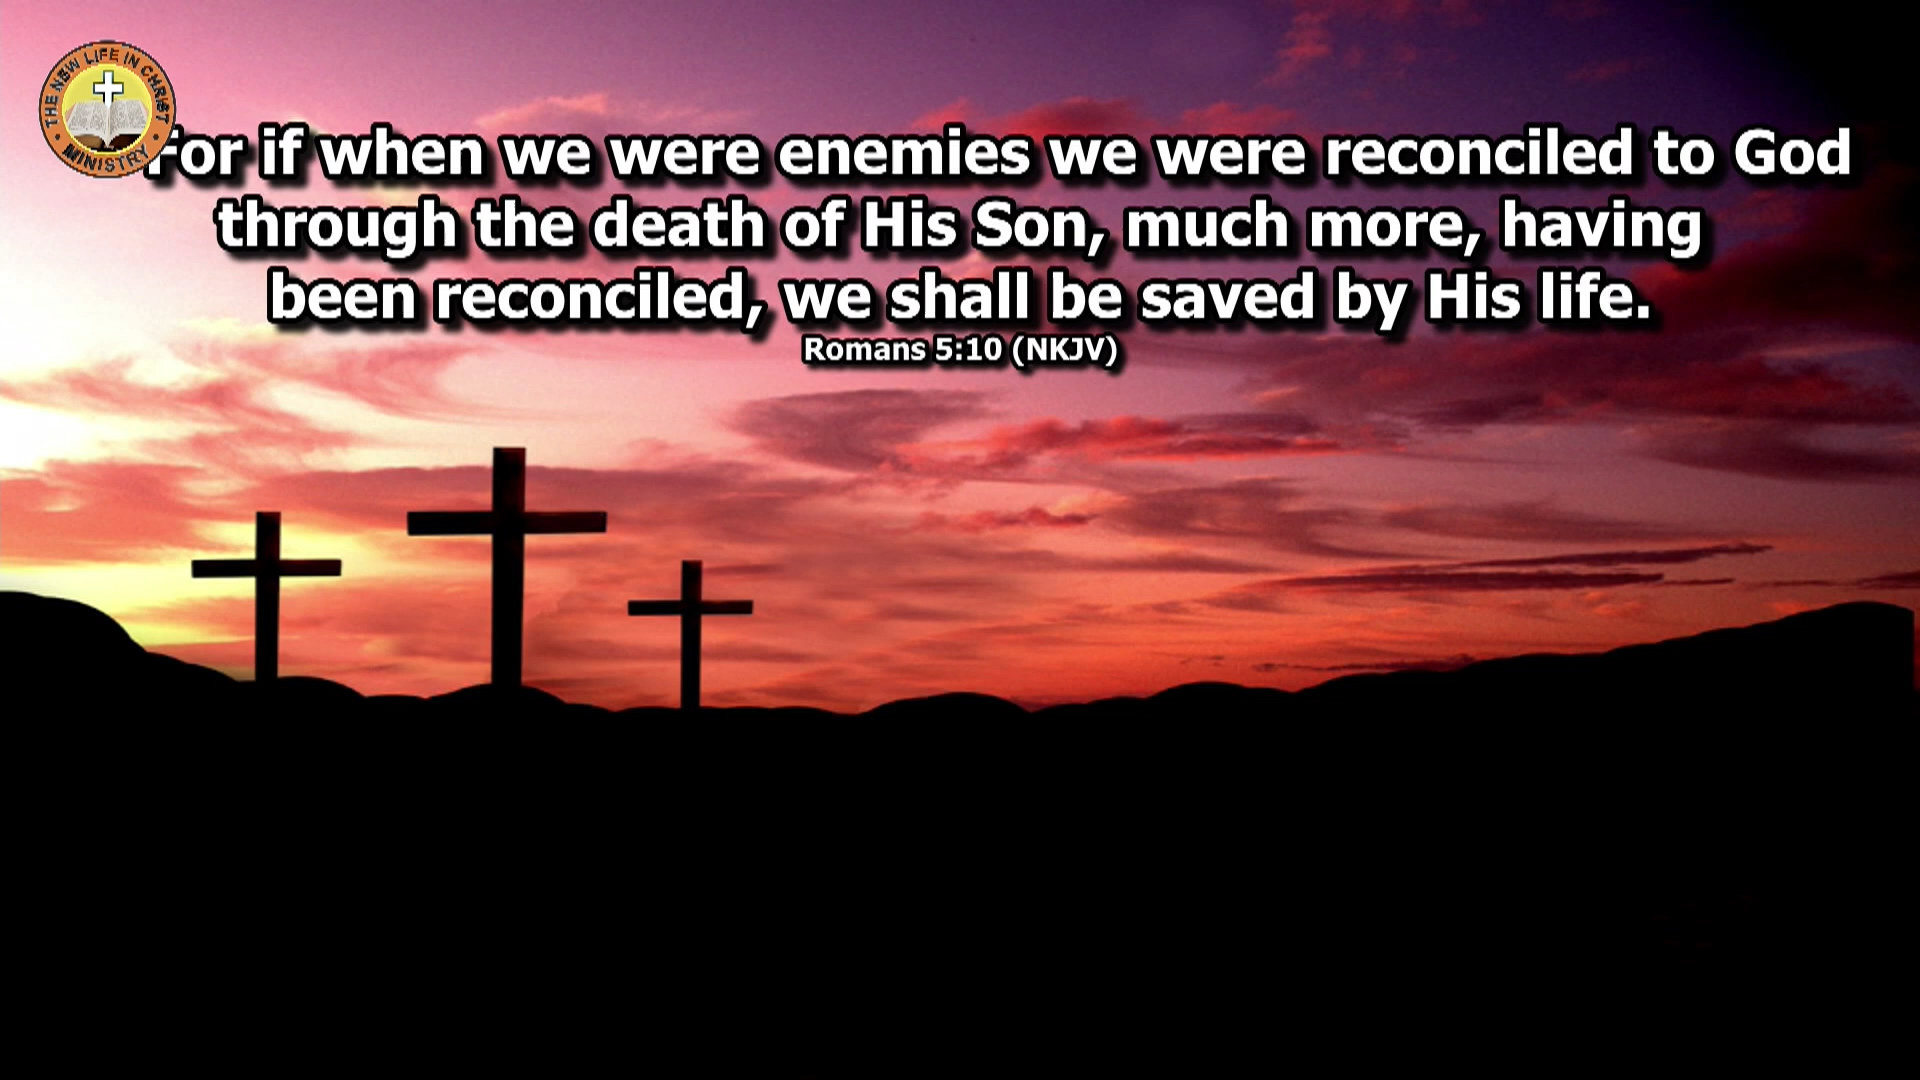 THE NEW LIFE IN CHRIST
MINISTRY
For if when we were enemies we were reconciled to God
through the death of His Son, much more, having
been reconciled, we shall be saved by His life.
Romans 5:10 (NKJV)